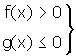 f(x) > 0
g(x) ≤ 0 }